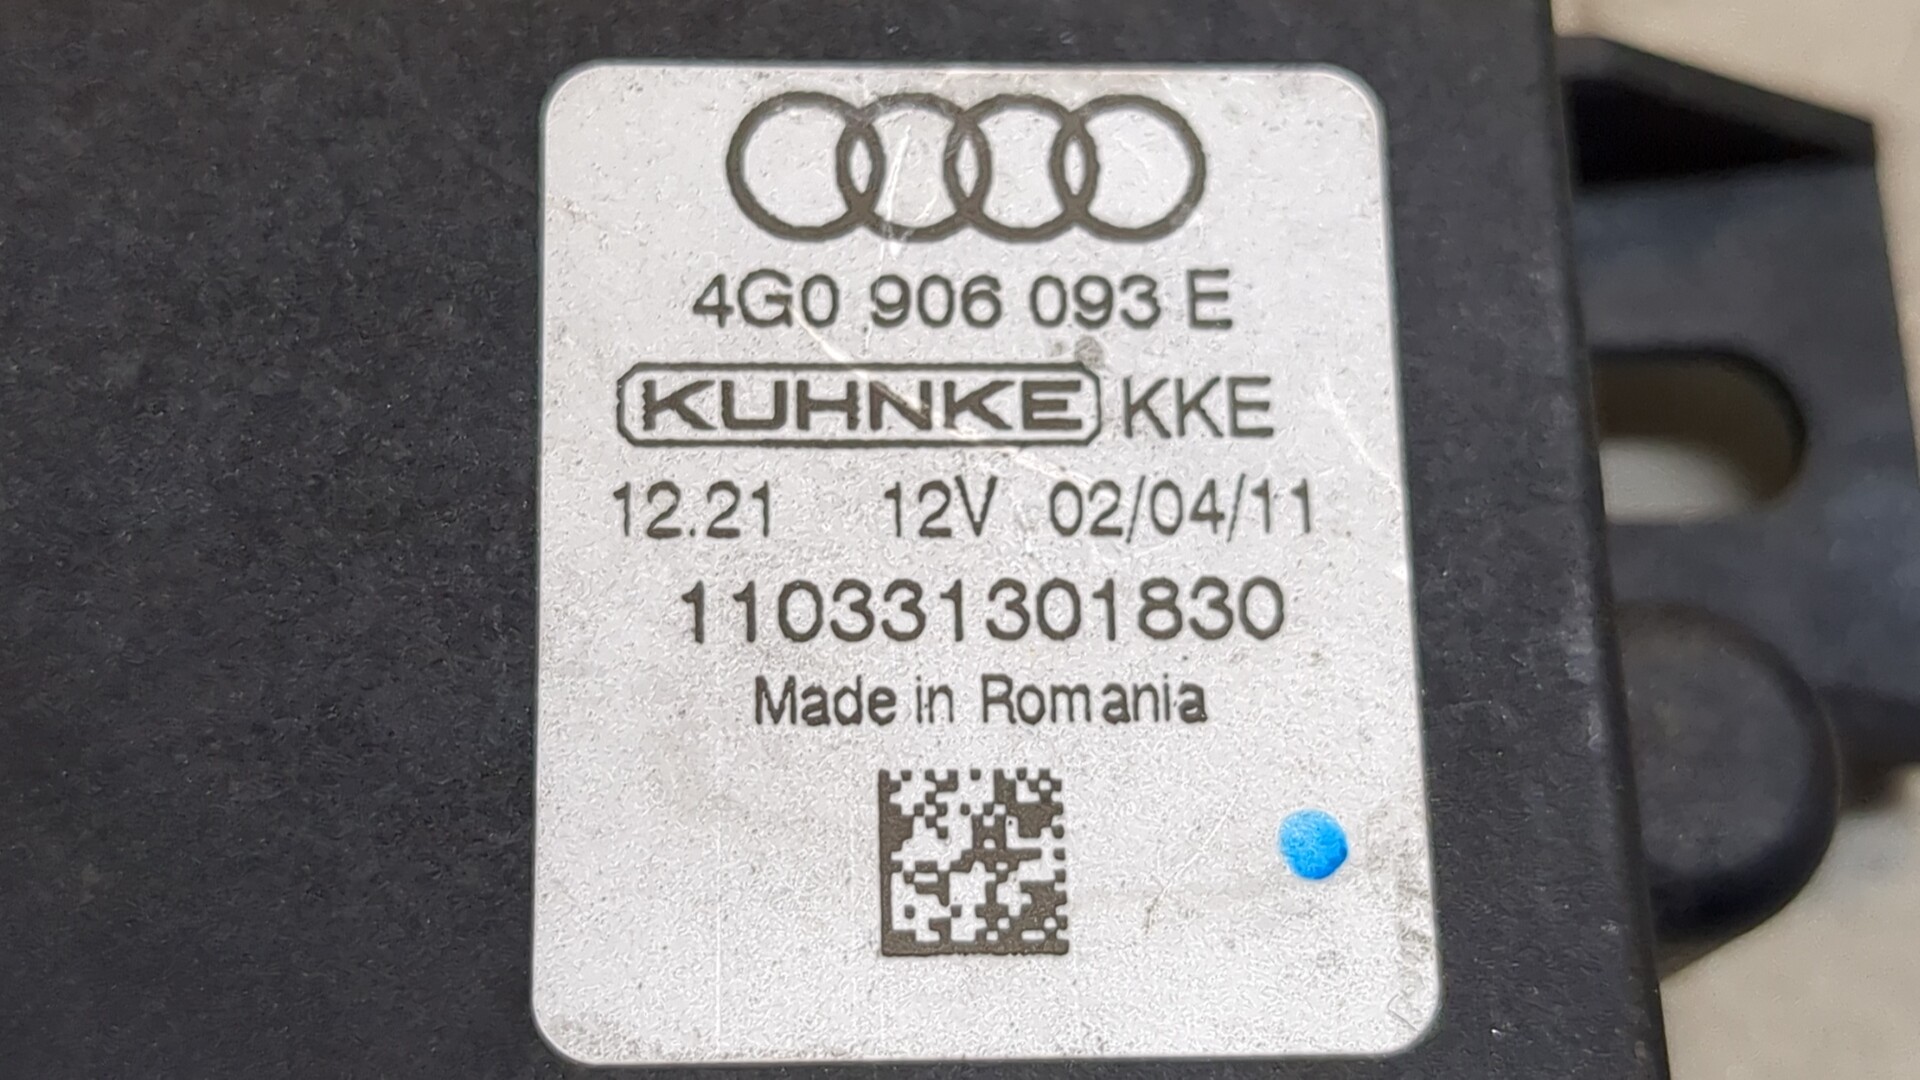 4G0 906 093 E
KUHNKE KKE
12.21 12V 02/04/11
110331301830
Made in Romania